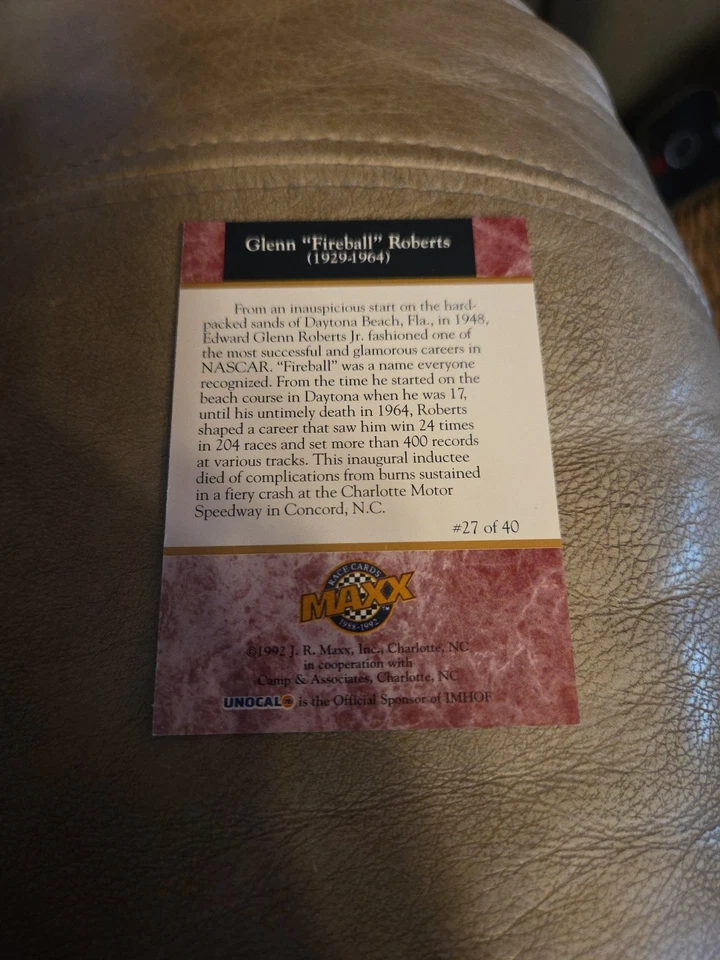 Glenn "Fireball" Roberts
(1929-1964)
From an inauspicious start on the hard-
packed sands of Daytona Beach, Fla., in 1948,
Edward Glenn Roberts Jr. fashioned one of
the most successful and glamorous careers in
NASCAR. "Fireball" was a name everyone
recognized. From the time he started on the
beach course in Daytona when he was 17,
until his untimely death in 1964, Roberts
shaped a career that saw him win 24 times
in 204 races and set more than 400 records
at various tracks. This inaugural inductee
died of complications from burns sustained
in a fiery crash at the Charlotte Motor
Speedway in Concord, N.C.
#27 of 40
RACE CARDS
MAXX
1988-1992
©1992 J. R. Maxx, Inc., Charlotte, NC
in cooperation with
Camp & Associates, Charlotte, NC
UNOCAL 76 is the Official Sponsor of IMHOF